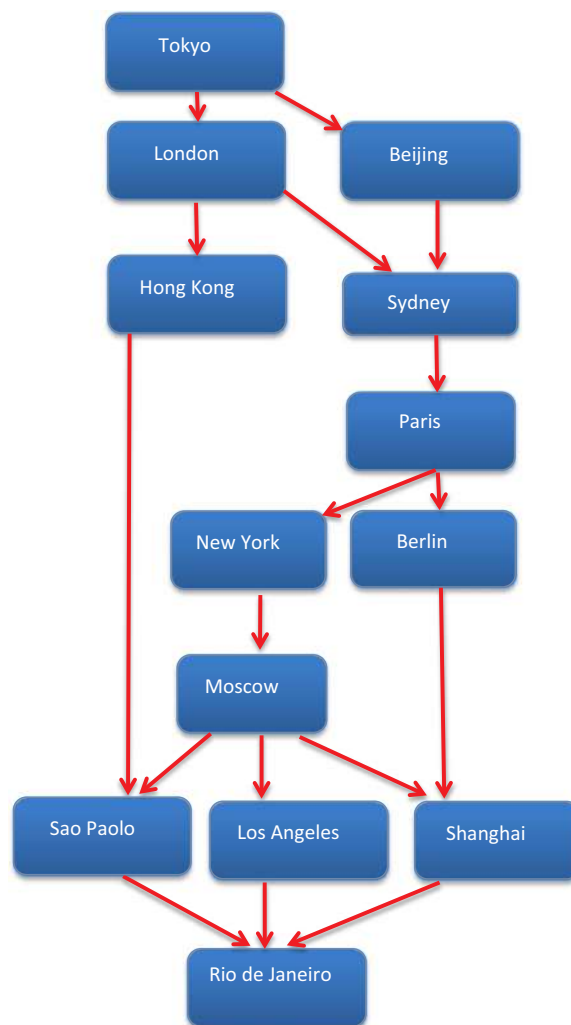 Tokyo
London
Beijing
Hong Kong
Sydney
Paris
New York
Berlin
Moscow
Sao Paolo
Los Angeles
Shanghai
Rio de Janeiro